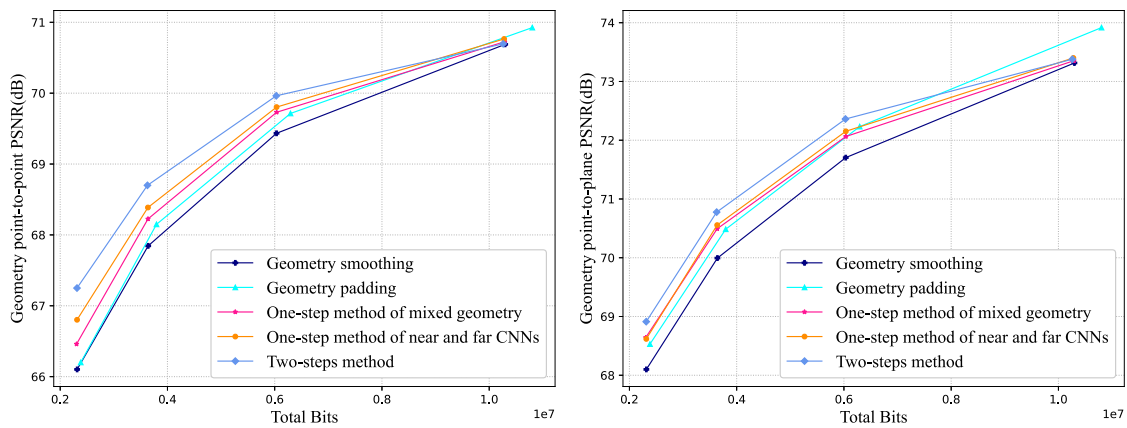 71
70
69
68
67
66
Geometry point-to-point PSNR(dB)
Geometry smoothing
Geometry padding
One-step method of mixed geometry
One-step method of near and far CNNs
Two-steps method
0.2 0.4 0.6 0.8 1.0
1e7
Total Bits
74
73
72
71
70
69
68
Geometry point-to-plane PSNR(dB)
Geometry smoothing
Geometry padding
One-step method of mixed geometry
One-step method of near and far CNNs
Two-steps method
0.2 0.4 0.6 0.8 1.0
1e7
Total Bits